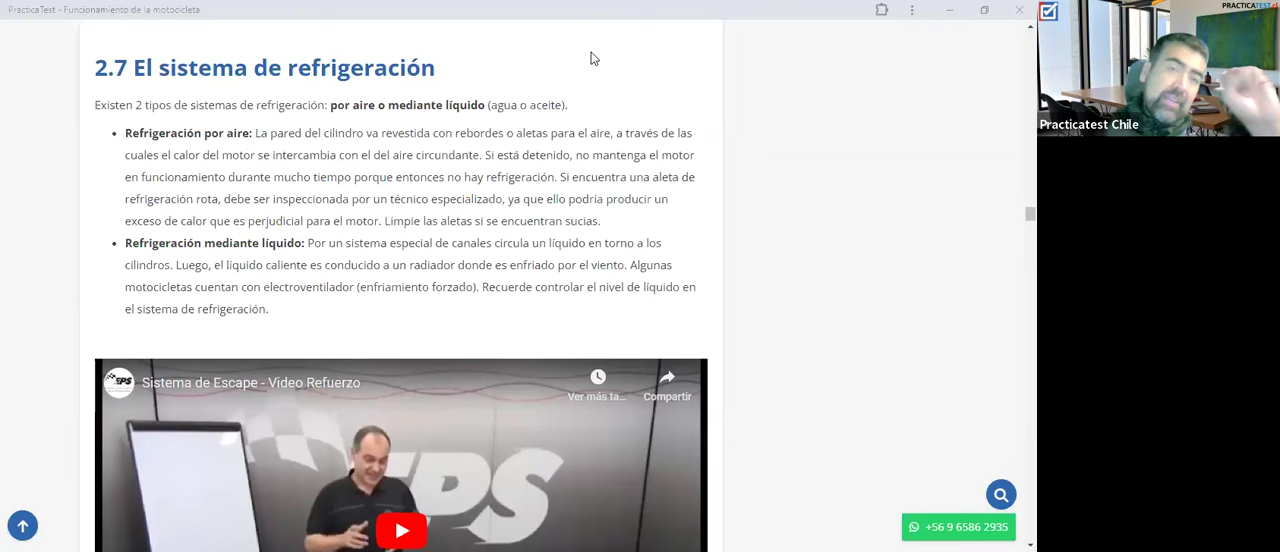 PracticaTest - Funcionamiento de la motocicleta
PRACTICATEST.cl
Practicatest Chile
2.7 El sistema de refrigeración
Existen 2 tipos de sistemas de refrigeración: por aire o mediante líquido (agua o aceite).
• Refrigeración por aire: La pared del cilindro va revestida con rebordes o aletas para el aire, a través de las
cuales el calor del motor se intercambia con el del aire circundante. Si está detenido, no mantenga el motor
en funcionamiento durante mucho tiempo porque entonces no hay refrigeración. Si encuentra una aleta de
refrigeración rota, debe ser inspeccionada por un técnico especializado, ya que ello podría producir un
exceso de calor que es perjudicial para el motor. Limpie las aletas si se encuentran sucias.
• Refrigeración mediante líquido: Por un sistema especial de canales circula un líquido en torno a los
cilindros. Luego, el líquido caliente es conducido a un radiador donde es enfriado por el viento. Algunas
motocicletas cuentan con electroventilador (enfriamiento forzado). Recuerde controlar el nivel de líquido en
el sistema de refrigeración.
EPS
Sistema de Escape - Video Refuerzo
Ver más ta...
Compartir
EPS
+56 9 6586 2935